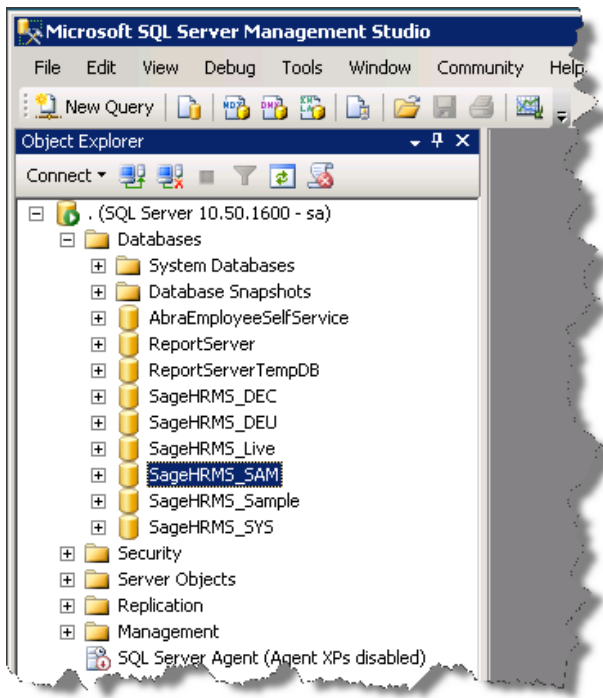 Microsoft SQL Server Management Studio
File Edit View Debug Tools Window Community Help
New Query
Object Explorer
Connect
. (SQL Server 10.50.1600 - sa)
Databases
System Databases
Database Snapshots
AbraEmployeeSelfService
ReportServer
ReportServerTempDB
SageHRMS_DEC
SageHRMS_DEU
SageHRMS_Live
SageHRMS_SAM
SageHRMS_Sample
SageHRMS_SYS
Security
Server Objects
Replication
Management
SQL Server Agent (Agent XPs disabled)